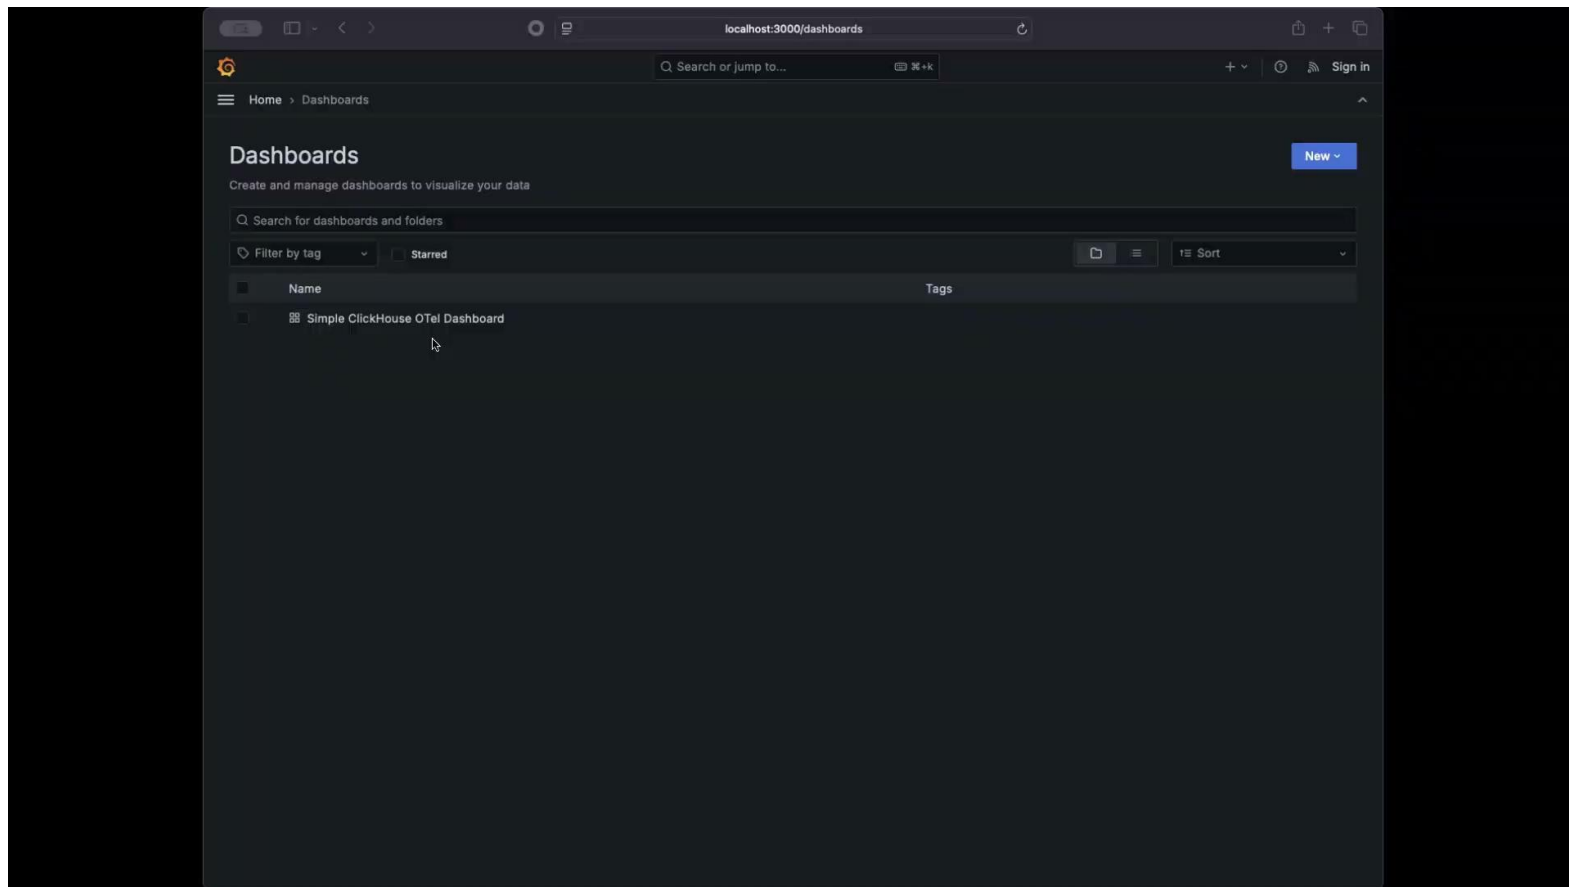 localhost:3000/dashboards
Search or jump to... ⌘+k
Sign in
Home › Dashboards
Dashboards
New
Create and manage dashboards to visualize your data
Search for dashboards and folders
Filter by tag
Starred
Sort
Name Tags
Simple ClickHouse OTel Dashboard